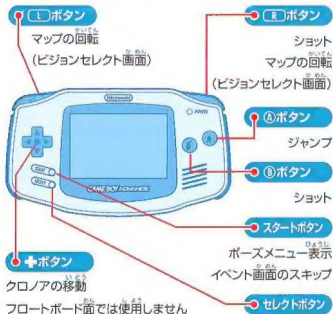 Lボタン
マップの回転
(ビジョンセレクト画面)
Rボタン
ショット
マップの回転
(ビジョンセレクト画面)
Ⓐボタン
ジャンプ
Ⓑボタン
ショット
スタートボタン
ポーズメニュー表示
イベント画面のスキップ
セレクトボタン
✚ボタン
クロノアの移動
フロートボード面では使用しません
Nintendo
POWER
A
B
START
SELECT
GAME BOY ADVANCE